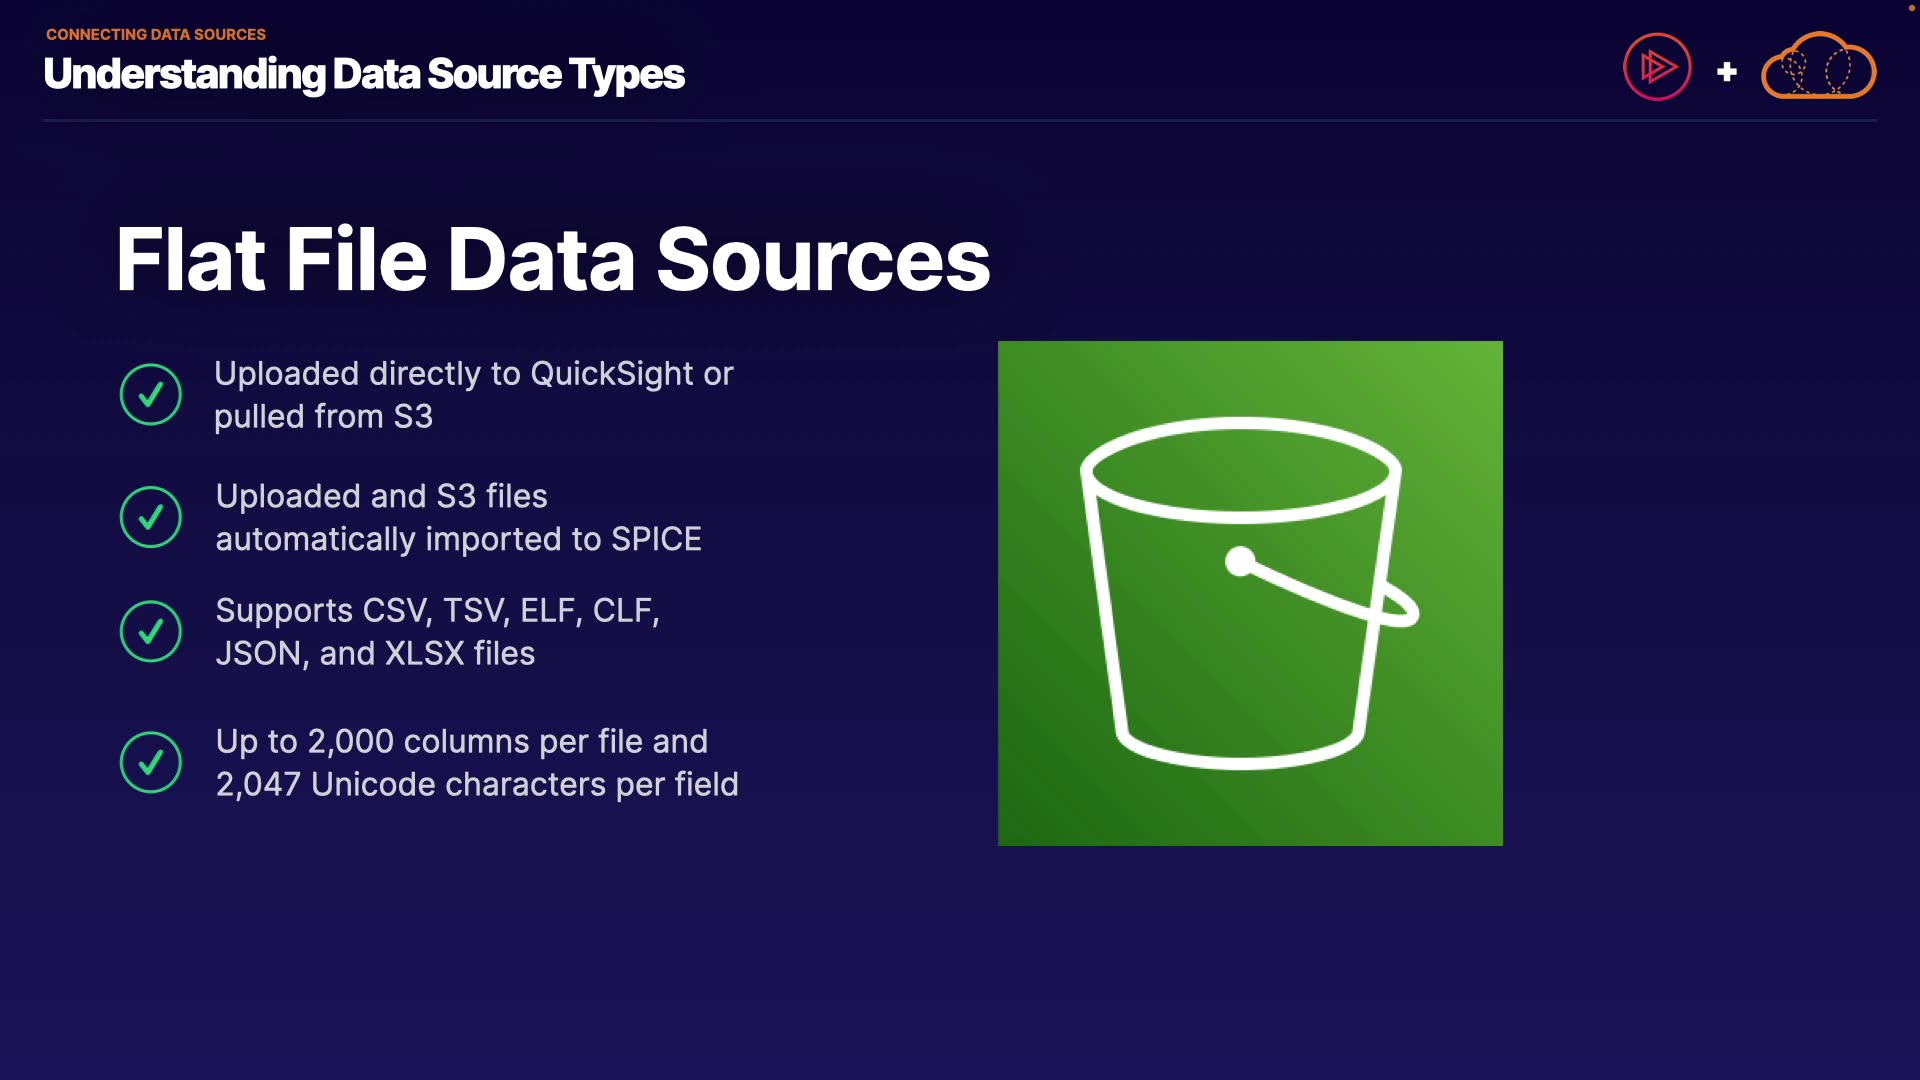 CONNECTING DATA SOURCES
Understanding Data Source Types
+
Flat File Data Sources
Uploaded directly to QuickSight or
pulled from S3
Uploaded and S3 files
automatically imported to SPICE
Supports CSV, TSV, ELF, CLF,
JSON, and XLSX files
Up to 2,000 columns per file and
2,047 Unicode characters per field